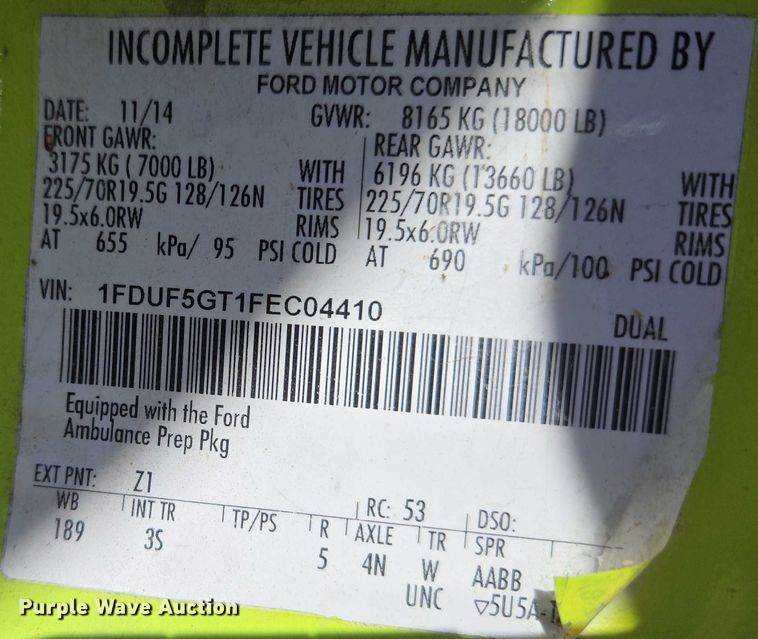 INCOMPLETE VEHICLE MANUFACTURED BY
FORD MOTOR COMPANY
DATE: 11/14 GVWR: 8165 KG (18000 LB)
FRONT GAWR: REAR GAWR:
3175 KG ( 7000 LB) WITH 6196 KG (13660 LB) WITH
225/70R19.5G 128/126N TIRES 225/70R19.5G 128/126N TIRES
19.5x6.0RW RIMS 19.5x6.0RW RIMS
AT 655 kPa/ 95 PSI COLD AT 690 kPa/100 PSI COLD
VIN: 1FDUF5GT1FEC04410
DUAL
Equipped with the Ford
Ambulance Prep Pkg
EXT PNT: Z1 RC: 53 DSO:
WB INT TR TP/PS R AXLE TR SPR
189 3S 5 4N W AABB
UNC ▽5U5A-
Purple Wave Auction